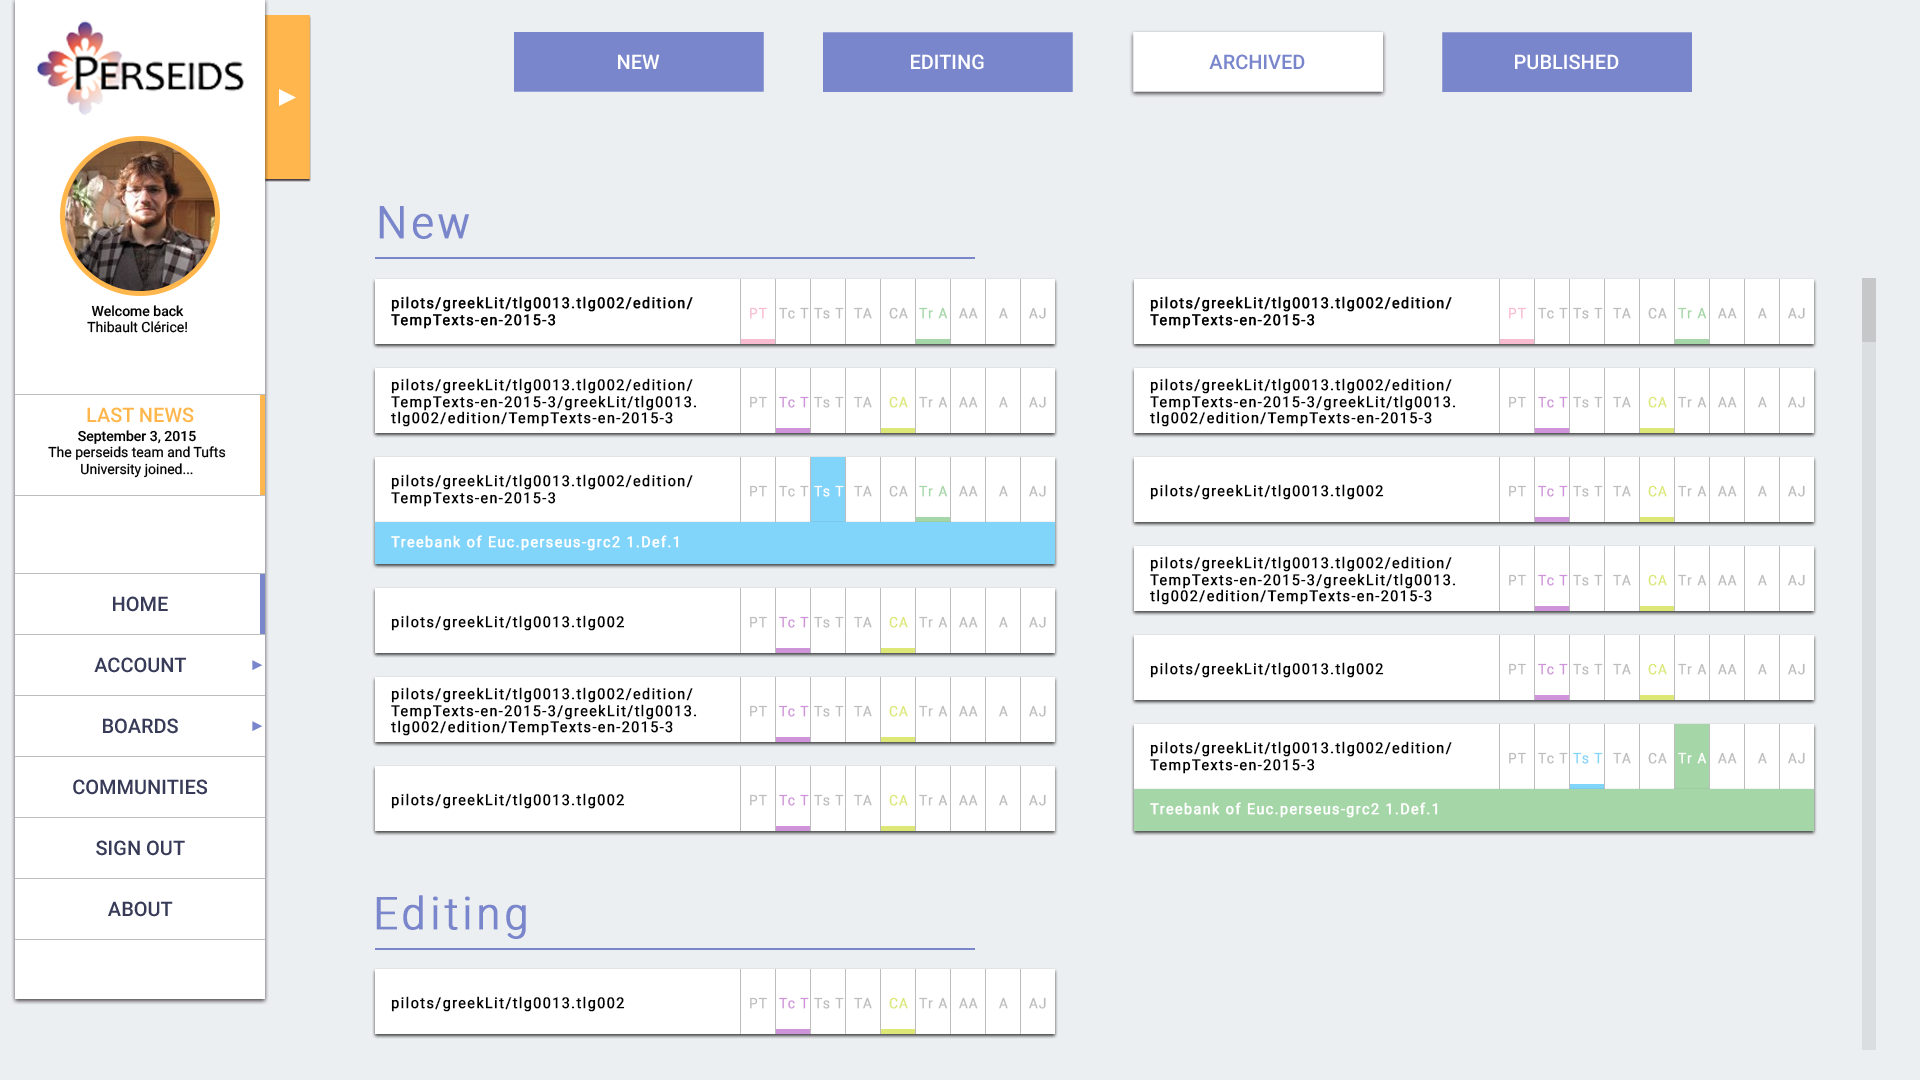 PERSEIDS
Welcome back
Thibault Clérice!
LAST NEWS
September 3, 2015
The perseids team and Tufts
University joined...
HOME
ACCOUNT
BOARDS
COMMUNITIES
SIGN OUT
ABOUT
NEW EDITING ARCHIVED PUBLISHED
New
pilots/greekLit/tlg0013.tlg002/edition/
TempTexts-en-2015-3
PT Tc T Ts T TA CA Tr A AA A AJ
pilots/greekLit/tlg0013.tlg002/edition/
TempTexts-en-2015-3/greekLit/tlg0013.
tlg002/edition/TempTexts-en-2015-3
PT Tc T Ts T TA CA Tr A AA A AJ
pilots/greekLit/tlg0013.tlg002/edition/
TempTexts-en-2015-3
PT Tc T Ts T TA CA Tr A AA A AJ
Treebank of Euc.perseus-grc2 1.Def.1
pilots/greekLit/tlg0013.tlg002
PT Tc T Ts T TA CA Tr A AA A AJ
pilots/greekLit/tlg0013.tlg002/edition/
TempTexts-en-2015-3/greekLit/tlg0013.
tlg002/edition/TempTexts-en-2015-3
PT Tc T Ts T TA CA Tr A AA A AJ
pilots/greekLit/tlg0013.tlg002
PT Tc T Ts T TA CA Tr A AA A AJ
pilots/greekLit/tlg0013.tlg002/edition/
TempTexts-en-2015-3
PT Tc T Ts T TA CA Tr A AA A AJ
pilots/greekLit/tlg0013.tlg002/edition/
TempTexts-en-2015-3/greekLit/tlg0013.
tlg002/edition/TempTexts-en-2015-3
PT Tc T Ts T TA CA Tr A AA A AJ
pilots/greekLit/tlg0013.tlg002
PT Tc T Ts T TA CA Tr A AA A AJ
pilots/greekLit/tlg0013.tlg002/edition/
TempTexts-en-2015-3/greekLit/tlg0013.
tlg002/edition/TempTexts-en-2015-3
PT Tc T Ts T TA CA Tr A AA A AJ
pilots/greekLit/tlg0013.tlg002
PT Tc T Ts T TA CA Tr A AA A AJ
pilots/greekLit/tlg0013.tlg002/edition/
TempTexts-en-2015-3
PT Tc T Ts T TA CA Tr A AA A AJ
Treebank of Euc.perseus-grc2 1.Def.1
Editing
pilots/greekLit/tlg0013.tlg002
PT Tc T Ts T TA CA Tr A AA A AJ